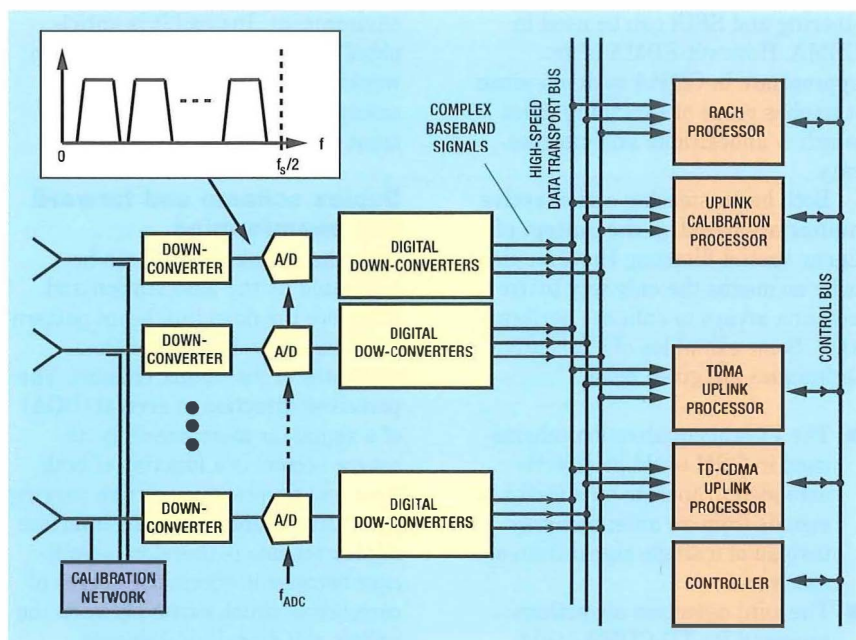 0
f
fs/2
COMPLEX
BASEBAND
SIGNALS
HIGH-SPEED
DATA TRANSPORT BUS
RACH
PROCESSOR
UPLINK
CALIBRATION
PROCESSOR
CONTROL BUS
DOWN-
CONVERTER
A/D
DIGITAL
DOWN-CONVERTERS
DOWN-
CONVERTER
A/D
DIGITAL
DOW-CONVERTERS
TDMA
UPLINK
PROCESSOR
TD-CDMA
UPLINK
PROCESSOR
DOWN-
CONVERTER
A/D
DIGITAL
DOW-CONVERTERS
CALIBRATION
NETWORK
fADC
CONTROLLER